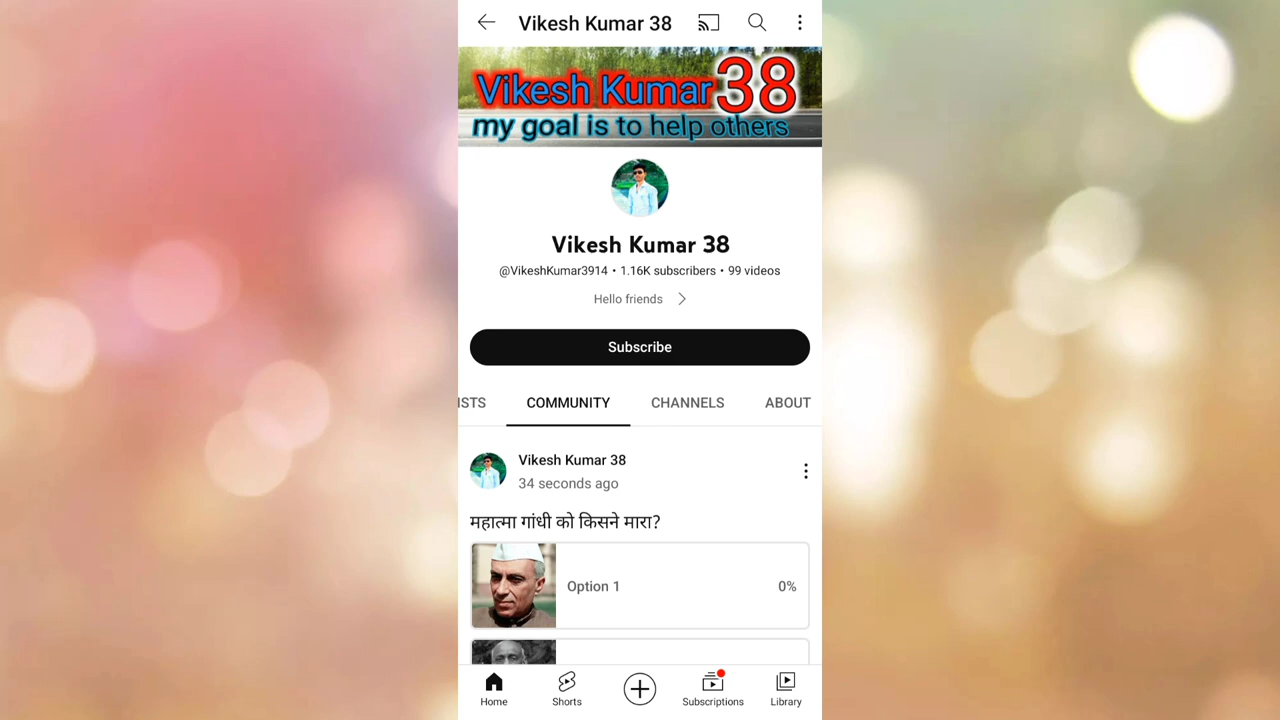 Vikesh Kumar 38
Vikesh Kumar 38
my goal is to help others
Vikesh Kumar 38
@VikeshKumar3914 • 1.16K subscribers • 99 videos
Hello friends
Subscribe
ISTS COMMUNITY CHANNELS ABOUT
Vikesh Kumar 38
34 seconds ago
महात्मा गांधी को किसने मारा?
Option 1 0%
Home Shorts Subscriptions Library